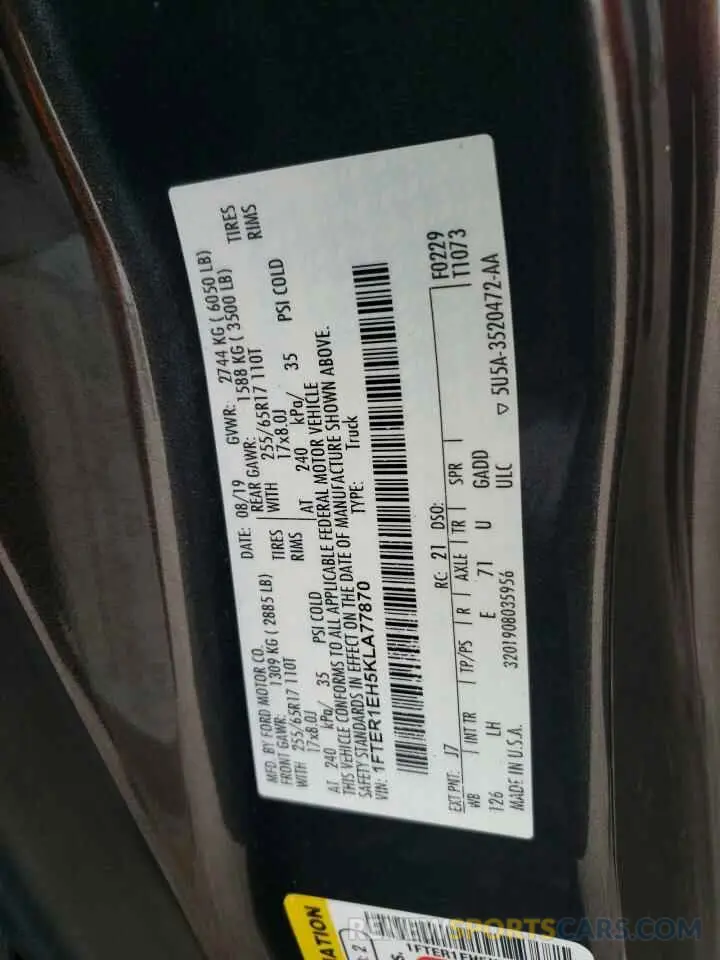 MFD. BY FORD MOTOR CO.
DATE: 08/19
GVWR: 2744 KG ( 6050 LB)
FRONT GAWR: 1309 KG ( 2885 LB)
REAR GAWR: 1588 KG ( 3500 LB)
WITH 255/65R17 110T TIRES
WITH 255/65R17 110T TIRES
17x8.0J RIMS
17x8.0J RIMS
AT 240 kPa/ 35 PSI COLD
AT 240 kPa/ 35 PSI COLD
THIS VEHICLE CONFORMS TO ALL APPLICABLE FEDERAL MOTOR VEHICLE
SAFETY STANDARDS IN EFFECT ON THE DATE OF MANUFACTURE SHOWN ABOVE.
VIN: 1FTER1EH5KLA77870
TYPE: Truck
F0229
T1073
EXT PNT: J7 RC: 21 DSO:
WB INT TR TP/PS R AXLE TR SPR
126 LH E 71 U GADD
MADE IN U.S.A. 3201908035956 ULC
▽ 5U5A-3520472-AA
REVIEWSPORTSCARS.COM